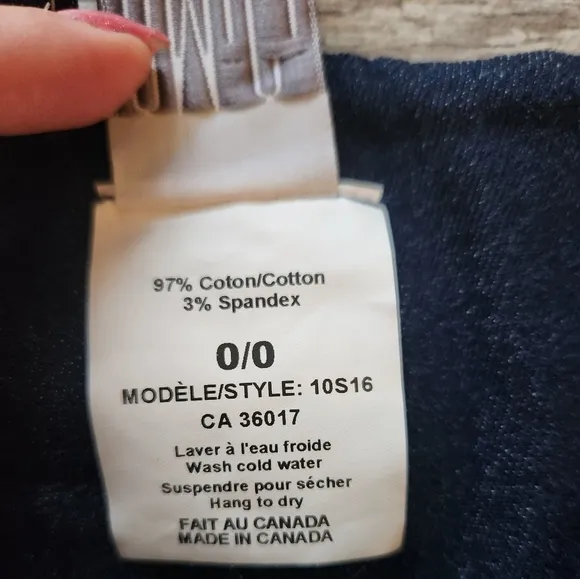 97% Coton/Cotton
3% Spandex
0/0
MODÈLE/STYLE: 10S16
CA 36017
Laver à l'eau froide
Wash cold water
Suspendre pour sécher
Hang to dry
FAIT AU CANADA
MADE IN CANADA